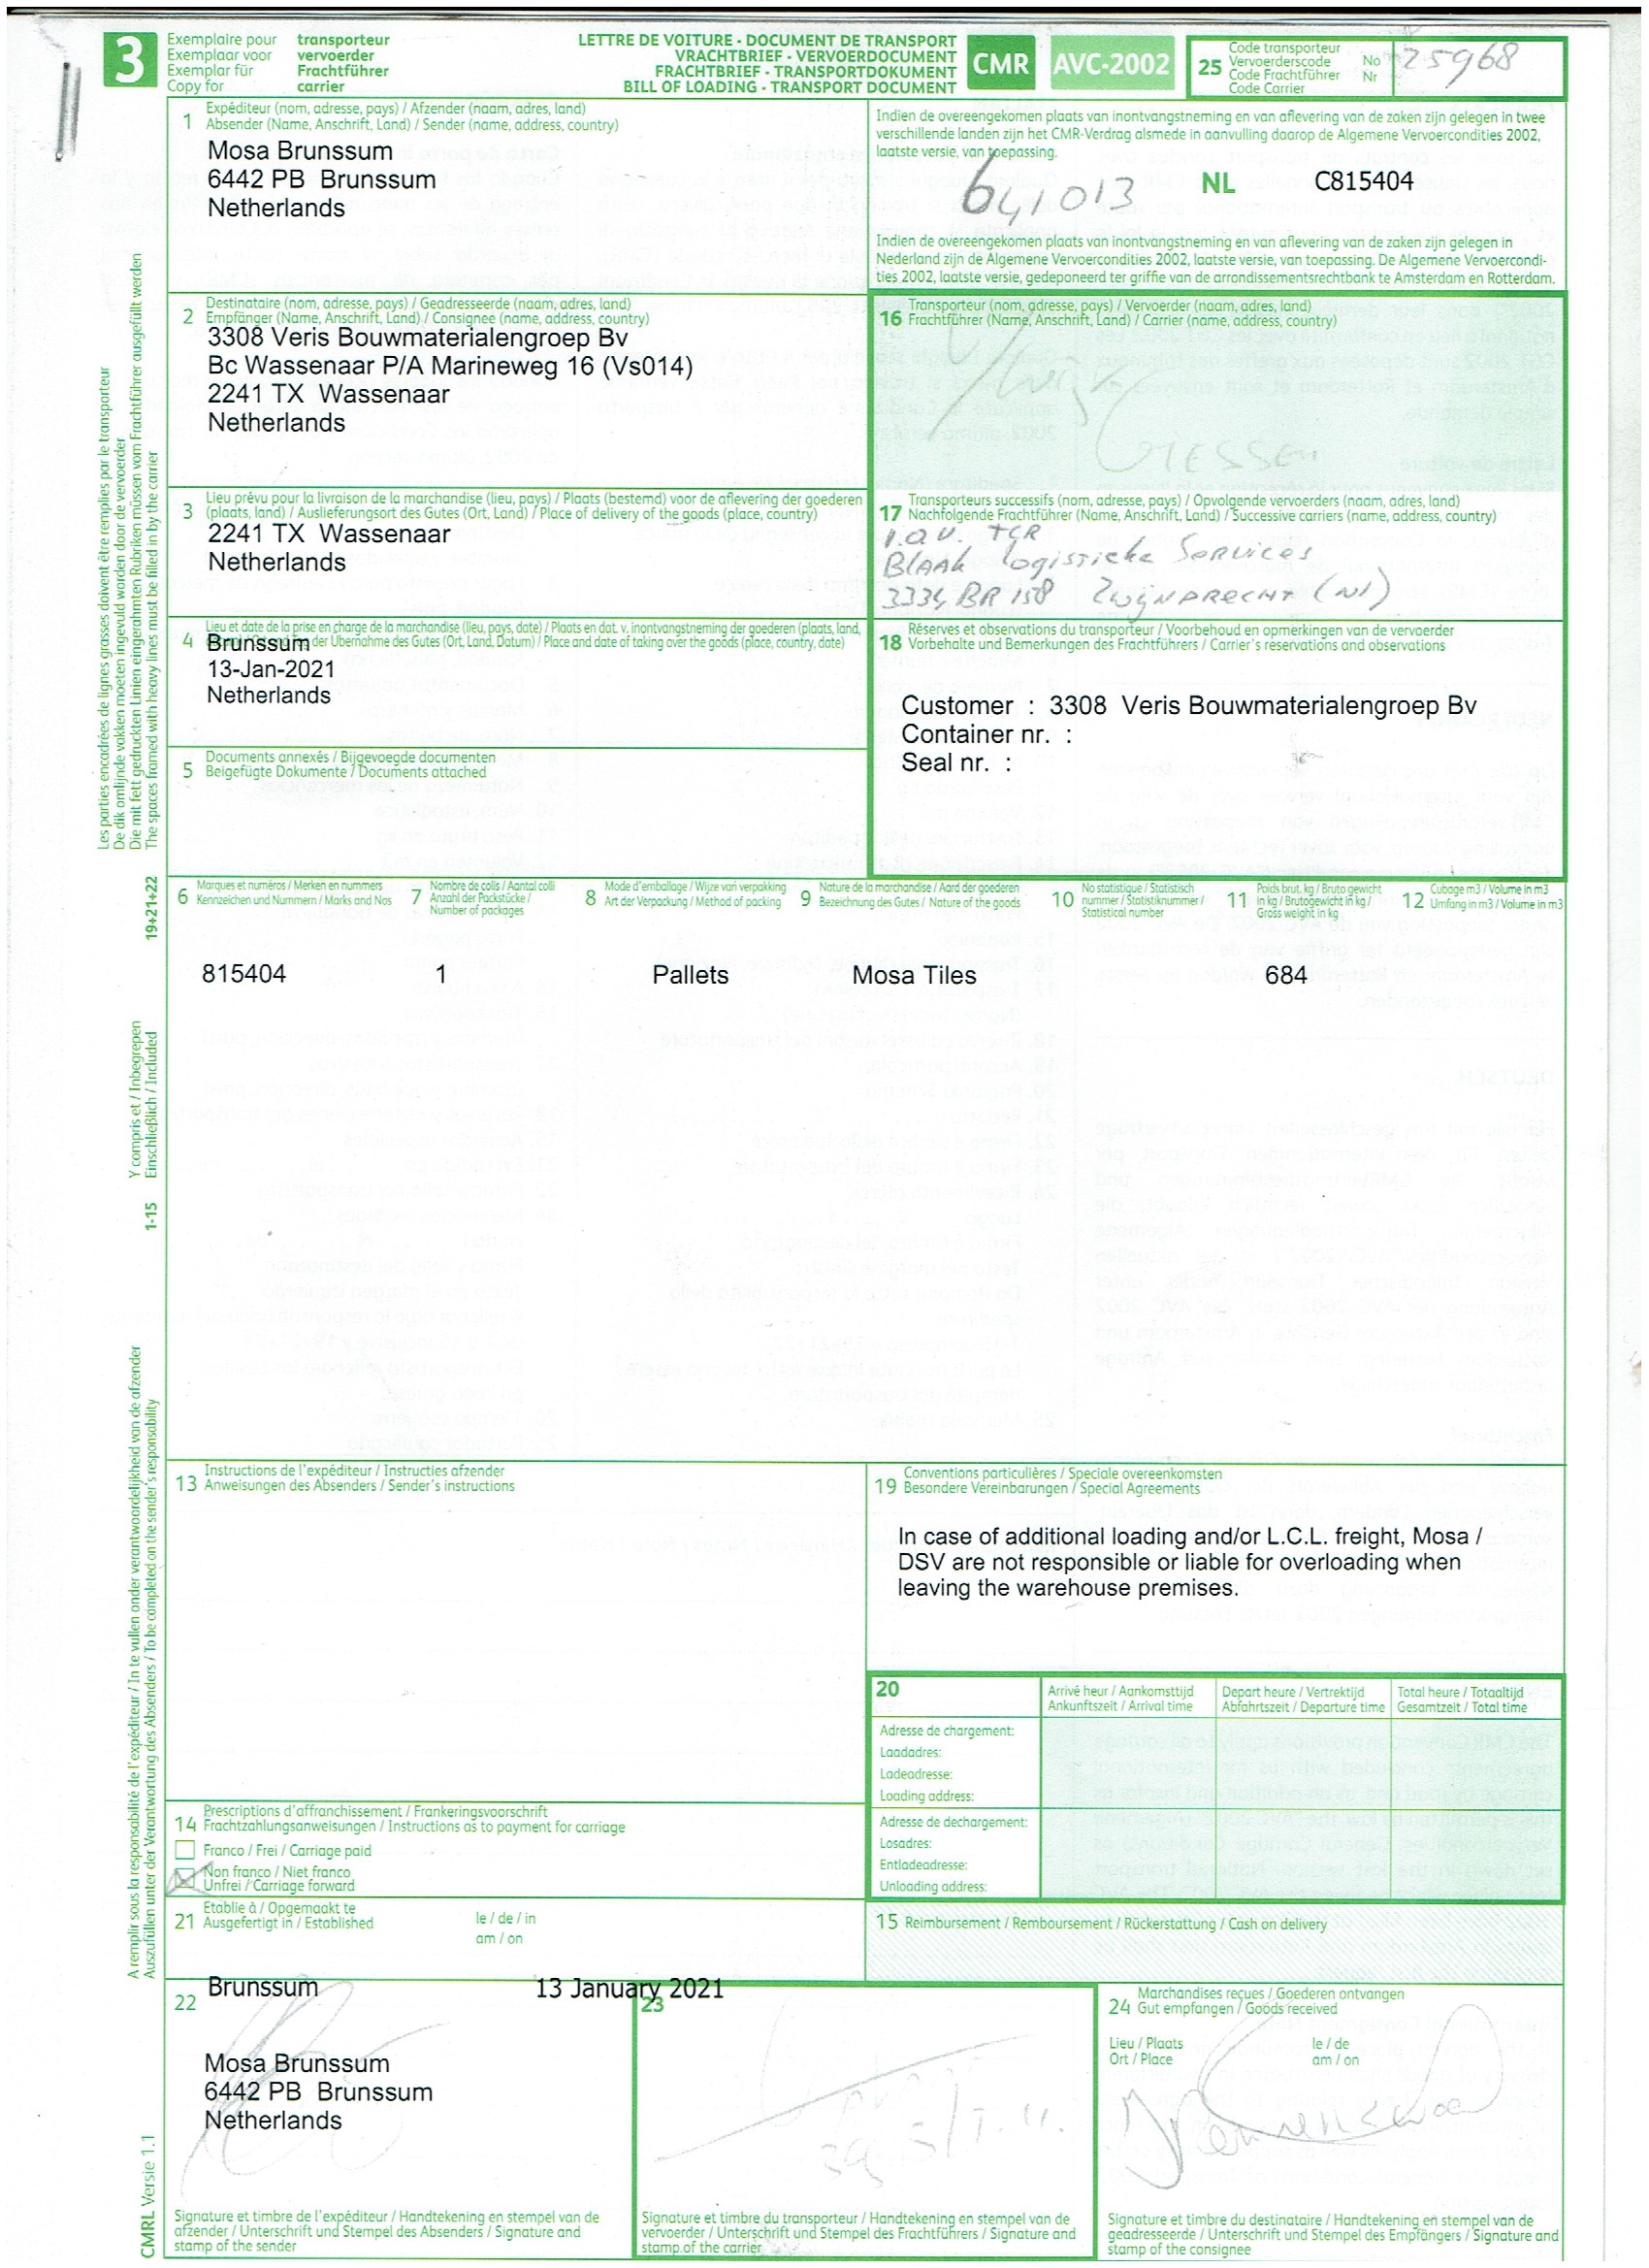 3
Exemplaire pour transporteur
Exemplaar voor vervoerder
Exemplar für Frachtführer
Copy for carrier
LETTRE DE VOITURE - DOCUMENT DE TRANSPORT
VRACHTBRIEF - VERVOERDOCUMENT
FRACHTBRIEF - TRANSPORTDOKUMENT
BILL OF LOADING - TRANSPORT DOCUMENT
CMR
AVC-2002
25 Code transporteur
Vervoerderscode
Code Frachtführer
Code Carrier
No
Nr
25968
1 Expéditeur (nom, adresse, pays) / Afzender (naam, adres, land)
Absender (Name, Anschrift, Land) / Sender (name, address, country)
Mosa Brunssum
6442 PB Brunssum
Netherlands
Indien de overeengekomen plaats van inontvangstneming en van aflevering van de zaken zijn gelegen in twee
verschillende landen zijn het CMR-Verdrag alsmede in aanvulling daarop de Algemene Vervoercondities 2002,
laatste versie, van toepassing.
641013
NL C815404
Indien de overeengekomen plaats van inontvangstneming en van aflevering van de zaken zijn gelegen in
Nederland zijn de Algemene Vervoercondities 2002, laatste versie, van toepassing. De Algemene Vervoercondi-
ties 2002, laatste versie, gedeponeerd ter griffie van de arrondissementsrechtbank te Amsterdam en Rotterdam.
2 Destinataire (nom, adresse, pays) / Geadresseerde (naam, adres, land)
Empfänger (Name, Anschrift, Land) / Consignee (name, address, country)
3308 Veris Bouwmaterialengroep Bv
Bc Wassenaar P/A Marineweg 16 (Vs014)
2241 TX Wassenaar
Netherlands
16 Transporteur (nom, adresse, pays) / Vervoerder (naam, adres, land)
Frachtführer (Name, Anschrift, Land) / Carrier (name, address, country)
3 Lieu prévu pour la livraison de la marchandise (lieu, pays) / Plaats (bestemd) voor de aflevering der goederen
(plaats, land) / Auslieferungsort des Gutes (Ort, Land) / Place of delivery of the goods (place, country)
2241 TX Wassenaar
Netherlands
17 Transporteurs successifs (nom, adresse, pays) / Opvolgende vervoerders (naam, adres, land)
Nachfolgende Frachtführer (Name, Anschrift, Land) / Successive carriers (name, address, country)
I.O.V. TCR
Blaak Logistieke Services
3334 BR 158 Zwijndrecht (Nl)
4 Lieu et date de la prise en charge de la marchandise (lieu, pays, date) / Plaats en dat. v. inontvangstneming der goederen (plaats, land,
der Übernahme des Gutes (Ort, Land, Datum) / Place and date of taking over the goods (place, country, date)
Brunssum
13-Jan-2021
Netherlands
18 Réserves et observations du transporteur / Voorbehoud en opmerkingen van de vervoerder
Vorbehalte und Bemerkungen des Frachtführers / Carrier's reservations and observations
Customer : 3308 Veris Bouwmaterialengroep Bv
Container nr. :
Seal nr. :
5 Documents annexés / Bijgevoegde documenten
Beigefügte Dokumente / Documents attached
Les parties encadrées de lignes grasses doivent être remplies par le transporteur
De dik omlijnde vakken moeten ingevuld worden door de vervoerder
Die mit fett gedruckten Linien eingerahmten Rubriken müssen vom Frachtführer ausgefüllt werden
The spaces framed with heavy lines must be filled in by the carrier
6 Marques et numéros / Merken en nummers
Kennzeichen und Nummern / Marks and Nos
7 Nombre de colis / Aantal colli
Anzahl der Packstücke /
Number of packages
8 Mode d'emballage / Wijze van verpakking
Art der Verpackung / Method of packing
9 Nature de la marchandise / Aard der goederen
Bezeichnung des Gutes / Nature of the goods
10 No statistique / Statistisch
nummer / Statistiknummer /
Statistical number
11 Poids brut, kg / Bruto gewicht
in kg / Bruttogewicht in kg /
Gross weight in kg
12 Cubage m3 / Volume in m3
Umfang in m3 / Volume in m3
815404 1 Pallets Mosa Tiles 684
19+21+22
Y compris et / Inbegrepen
Einschließlich / Included
1-15
A remplir sous la responsabilité de l'expéditeur / In te vullen onder verantwoordelijkheid van de afzender
Auszufüllen unter der Verantwortung des Absenders / To be completed on the sender's responsibility
13 Instructions de l'expéditeur / Instructies afzender
Anweisungen des Absenders / Sender's instructions
19 Conventions particulières / Speciale overeenkomsten
Besondere Vereinbarungen / Special Agreements
In case of additional loading and/or L.C.L. freight, Mosa /
DSV are not responsible or liable for overloading when
leaving the warehouse premises.
20
Arrivé heur / Aankomsttijd
Ankunftszeit / Arrival time
Depart heure / Vertrektijd
Abfahrtszeit / Departure time
Total heure / Totaaltijd
Gesamtzeit / Total time
Adresse de chargement:
Laadadres:
Ladeadresse:
Loading address:
Adresse de dechargement:
Losadres:
Entladeadresse:
Unloading address:
14 Prescriptions d'affranchissement / Frankeringsvoorschrift
Frachtzahlungsanweisungen / Instructions as to payment for carriage
Franco / Frei / Carriage paid
Non franco / Niet franco
Unfrei / Carriage forward
21 Etablie à / Opgemaakt te
Ausgefertigt in / Established
le / de / in
am / on
15 Reimbursement / Remboursement / Rückerstattung / Cash on delivery
Brunssum 13 January 2021
22
Mosa Brunssum
6442 PB Brunssum
Netherlands
Signature et timbre de l'expéditeur / Handtekening en stempel van de
afzender / Unterschrift und Stempel des Absenders / Signature and
stamp of the sender
23
Signature et timbre du transporteur / Handtekening en stempel van de
vervoerder / Unterschrift und Stempel des Frachtführers / Signature and
stamp of the carrier
24 Marchandises reçues / Goederen ontvangen
Gut empfangen / Goods received
Lieu / Plaats
Ort / Place
le / de
am / on
Signature et timbre du destinataire / Handtekening en stempel van de
geadresseerde / Unterschrift und Stempel des Empfängers / Signature and
stamp of the consignee
CMRL Versie 1.1